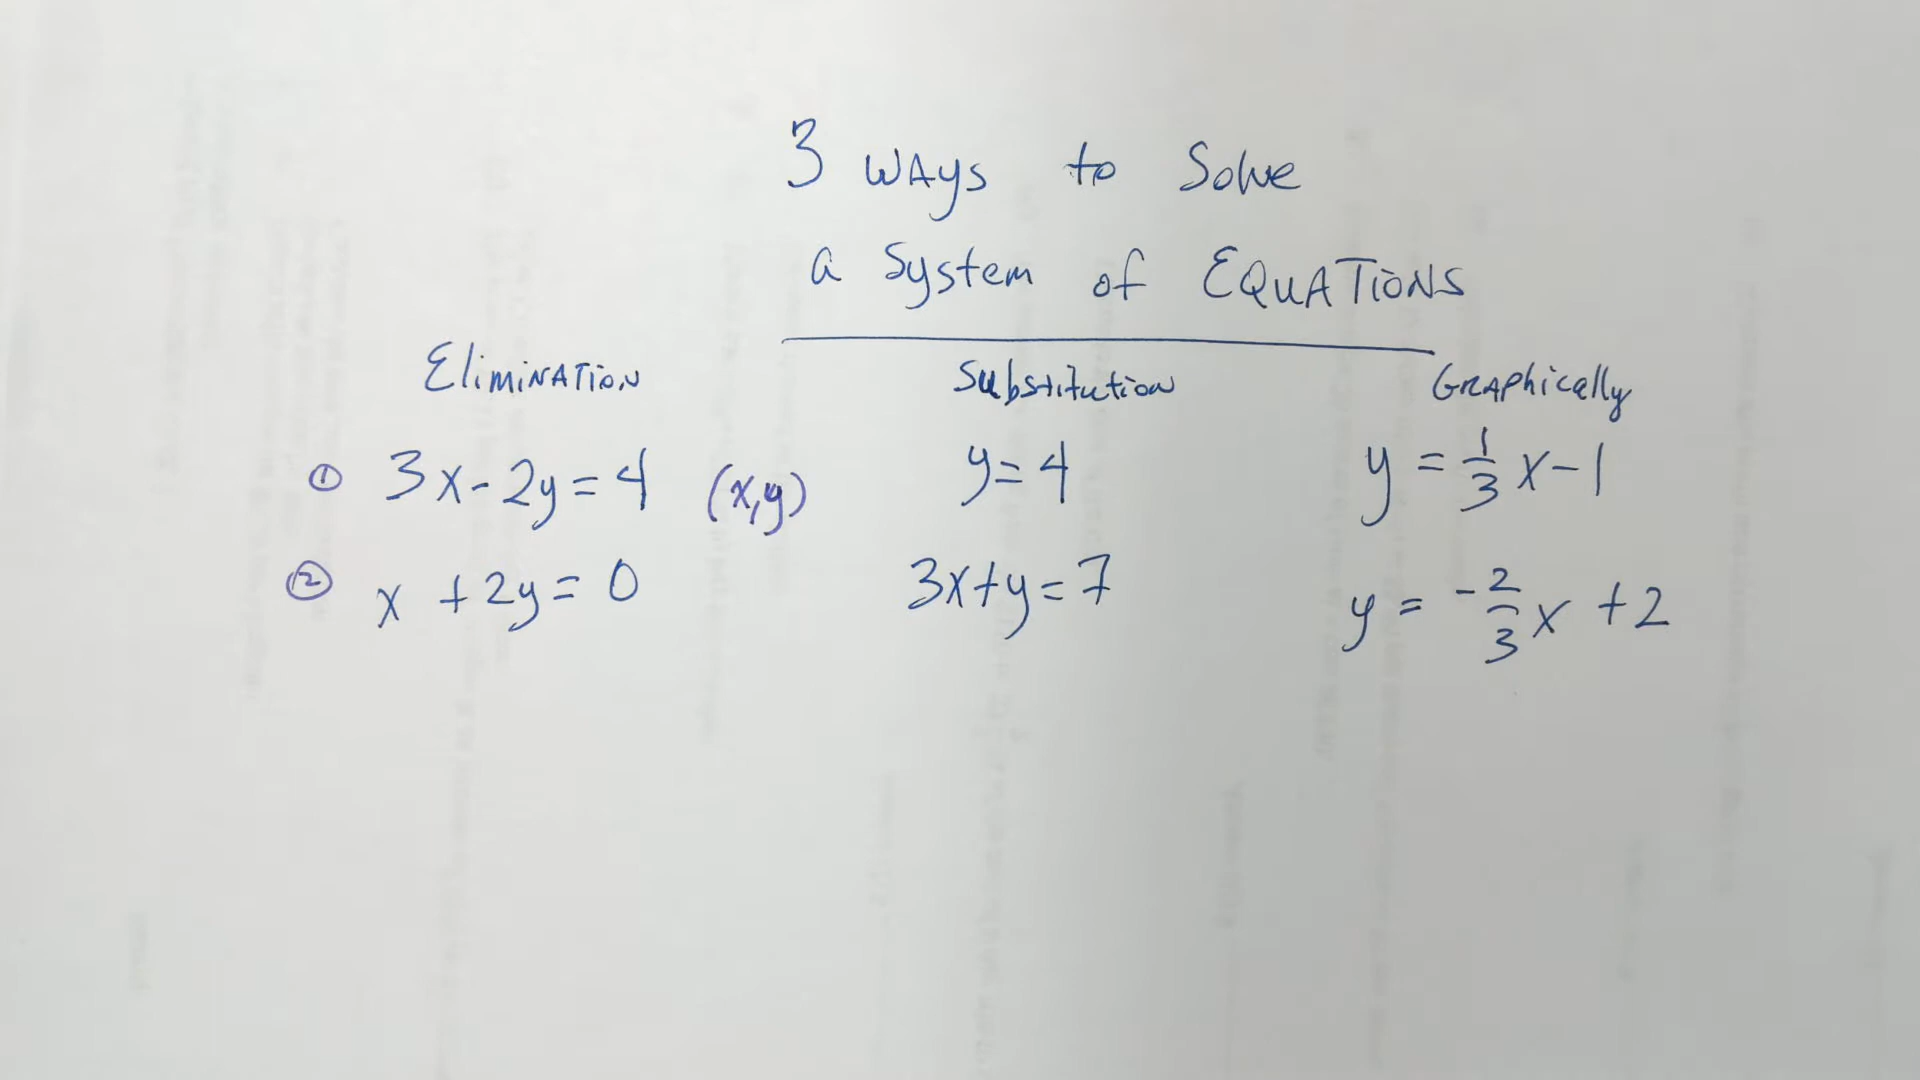 3 WAYS to Solve
a System of EQUATIONS
Elimination
① 3x - 2y = 4 (x,y)
② x + 2y = 0
Substitution
y = 4
3x + y = 7
Graphically
y = 1/3 x - 1
y = -2/3 x + 2